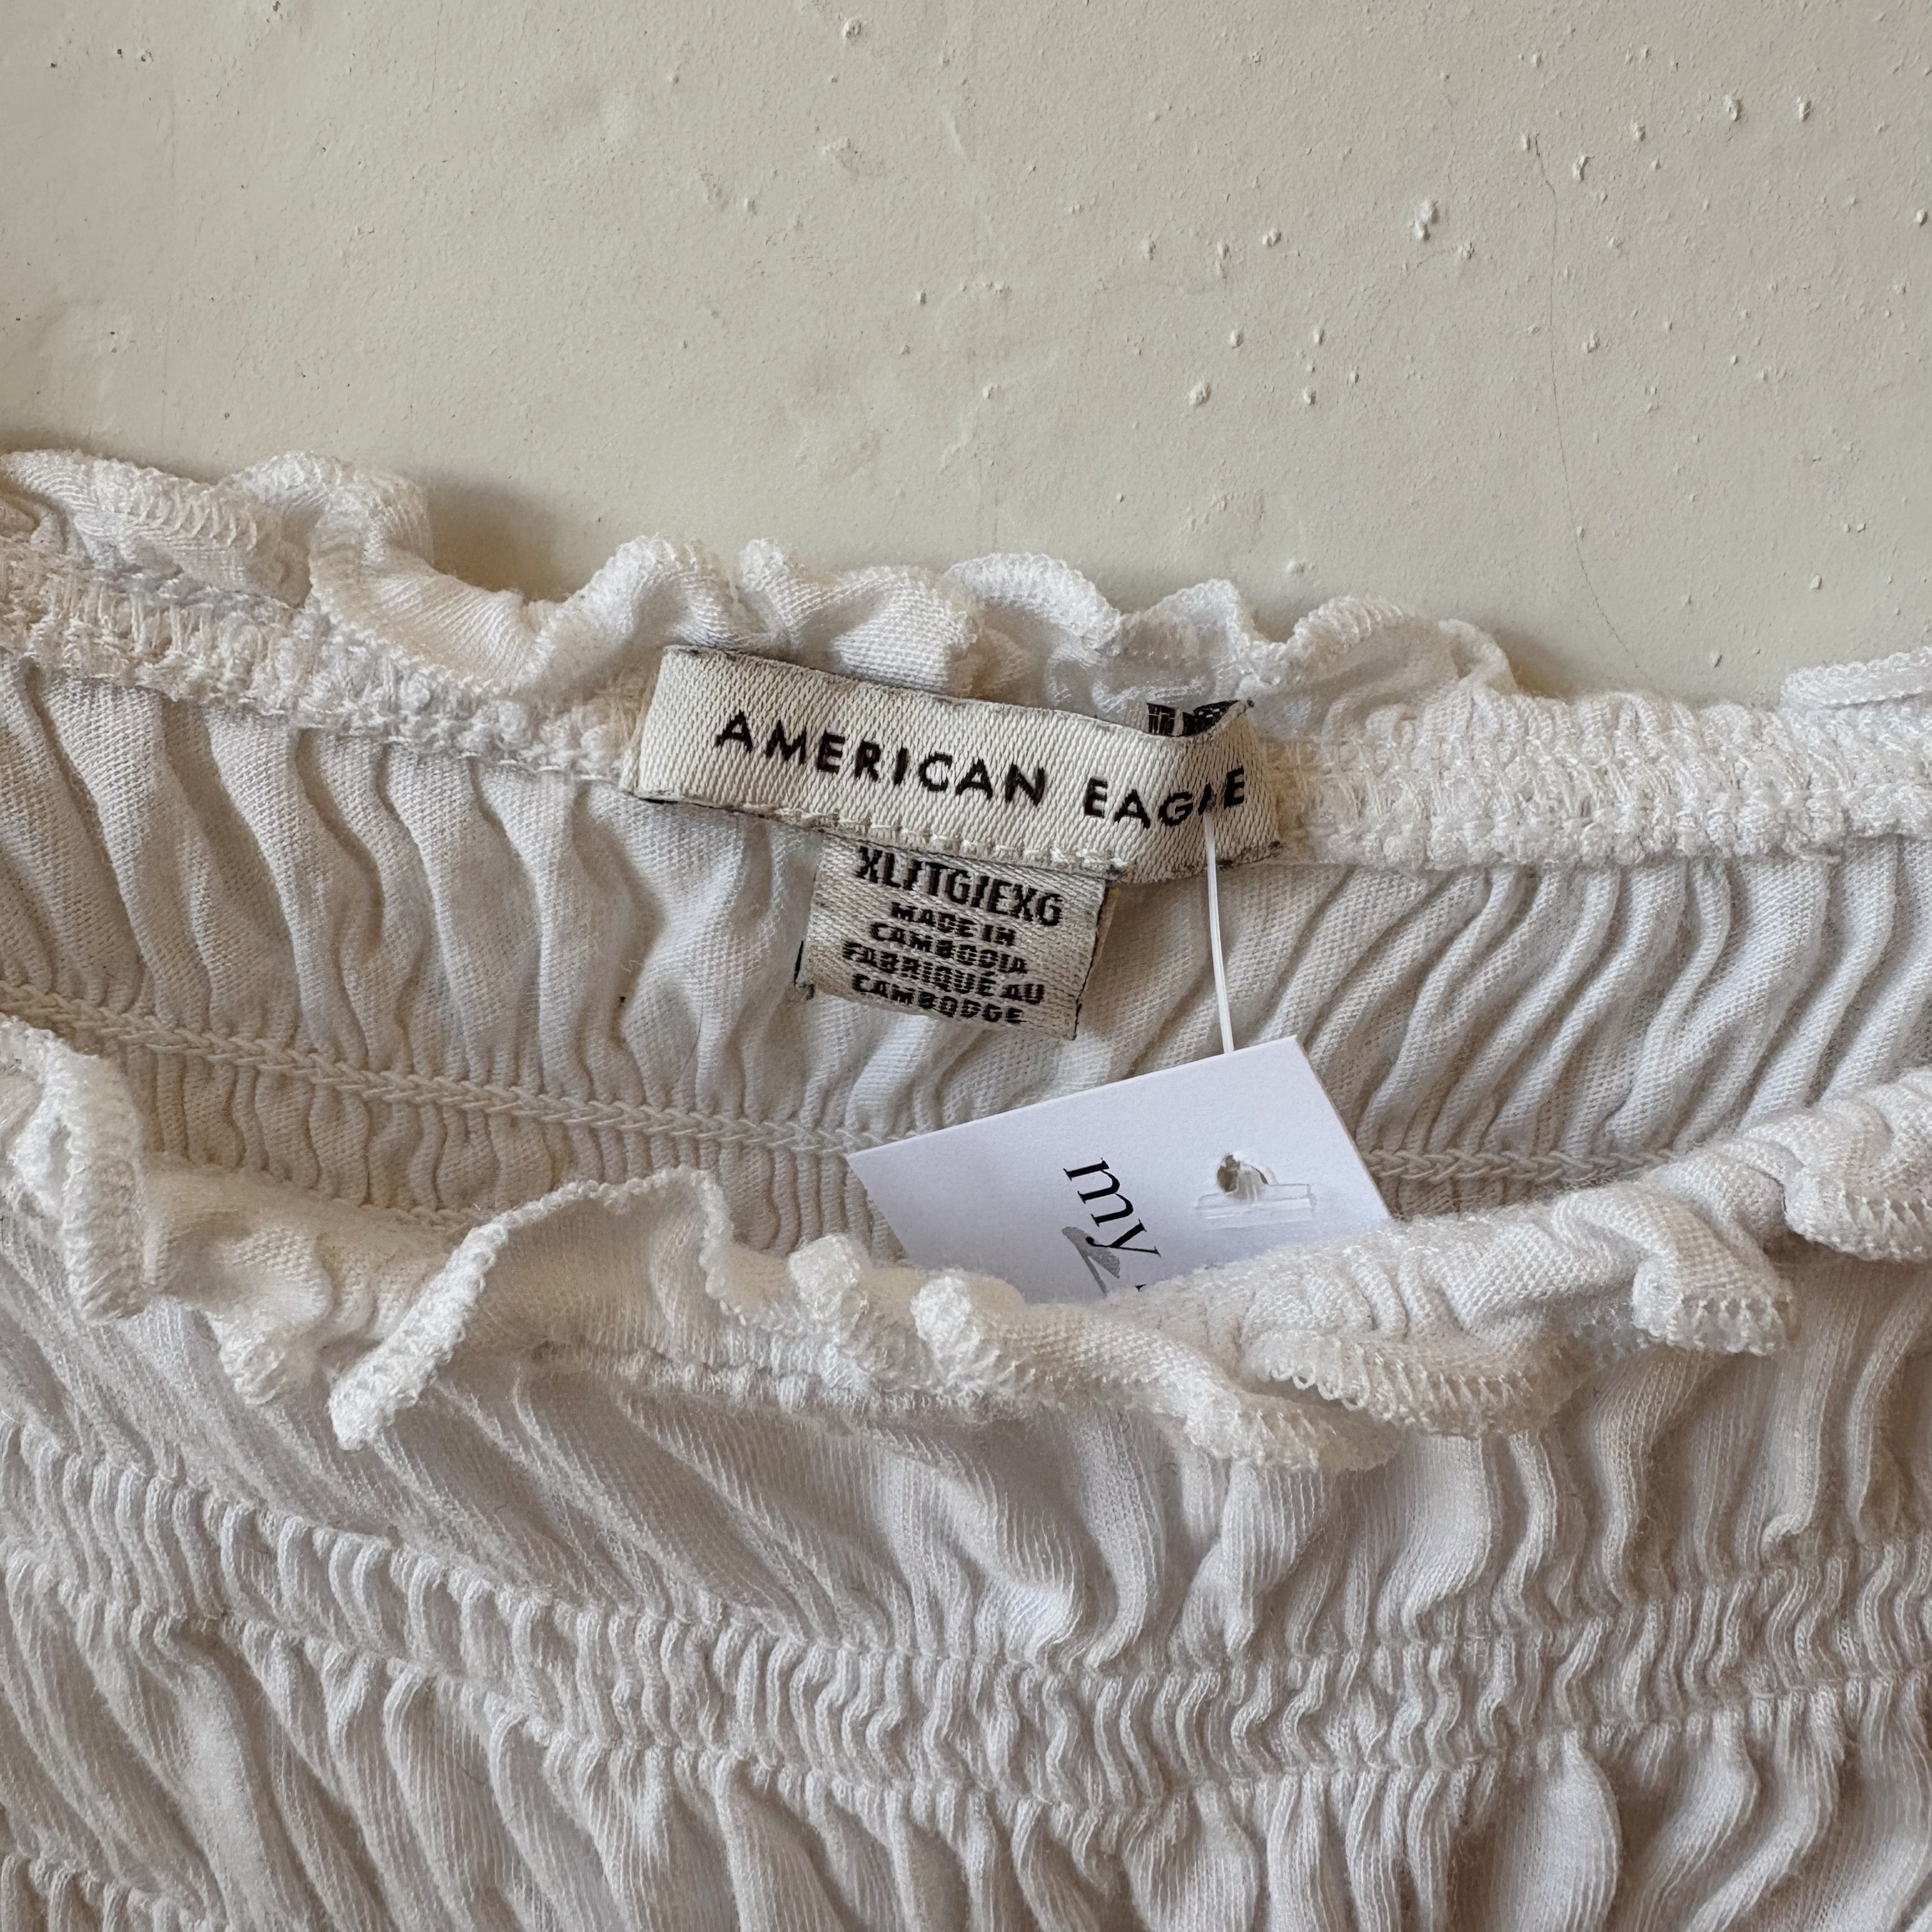 AMERICAN EAGLE
XL/TG/EXG
MADE IN
CAMBODIA
FABRIQUÉ AU
CAMBODGE
my